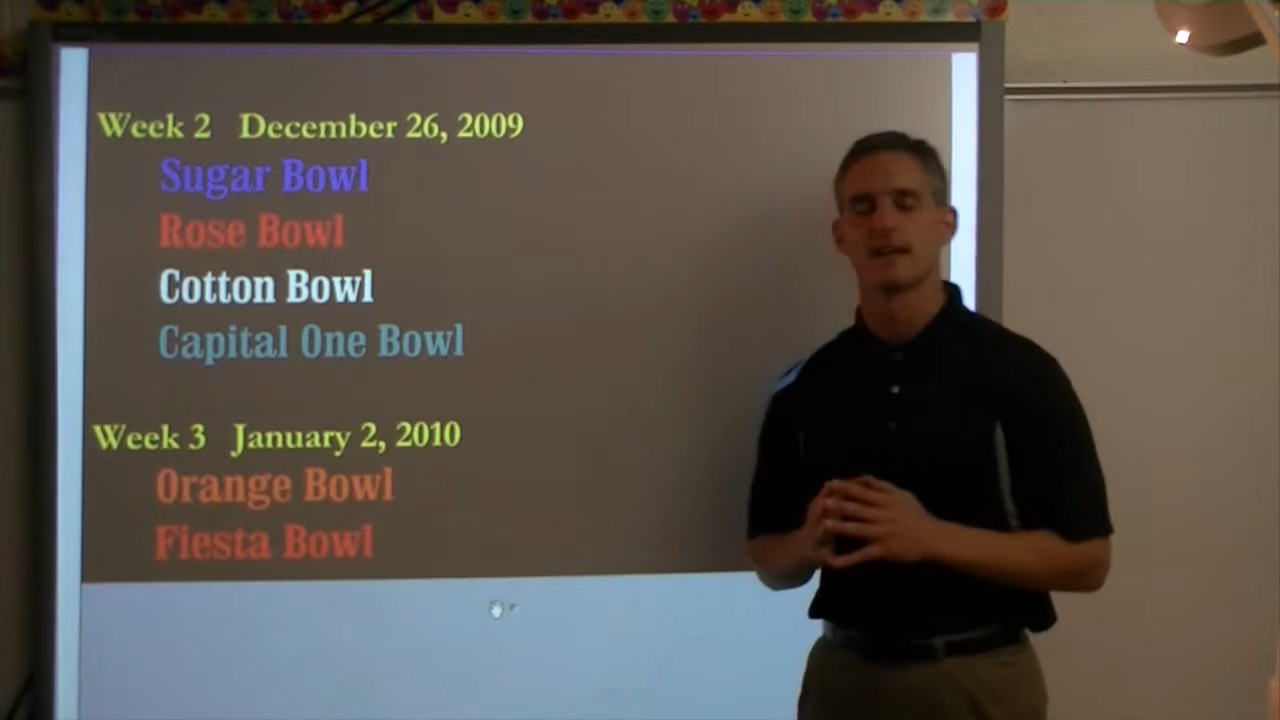 Week 2 December 26, 2009
Sugar Bowl
Rose Bowl
Cotton Bowl
Capital One Bowl
Week 3 January 2, 2010
Orange Bowl
Fiesta Bowl